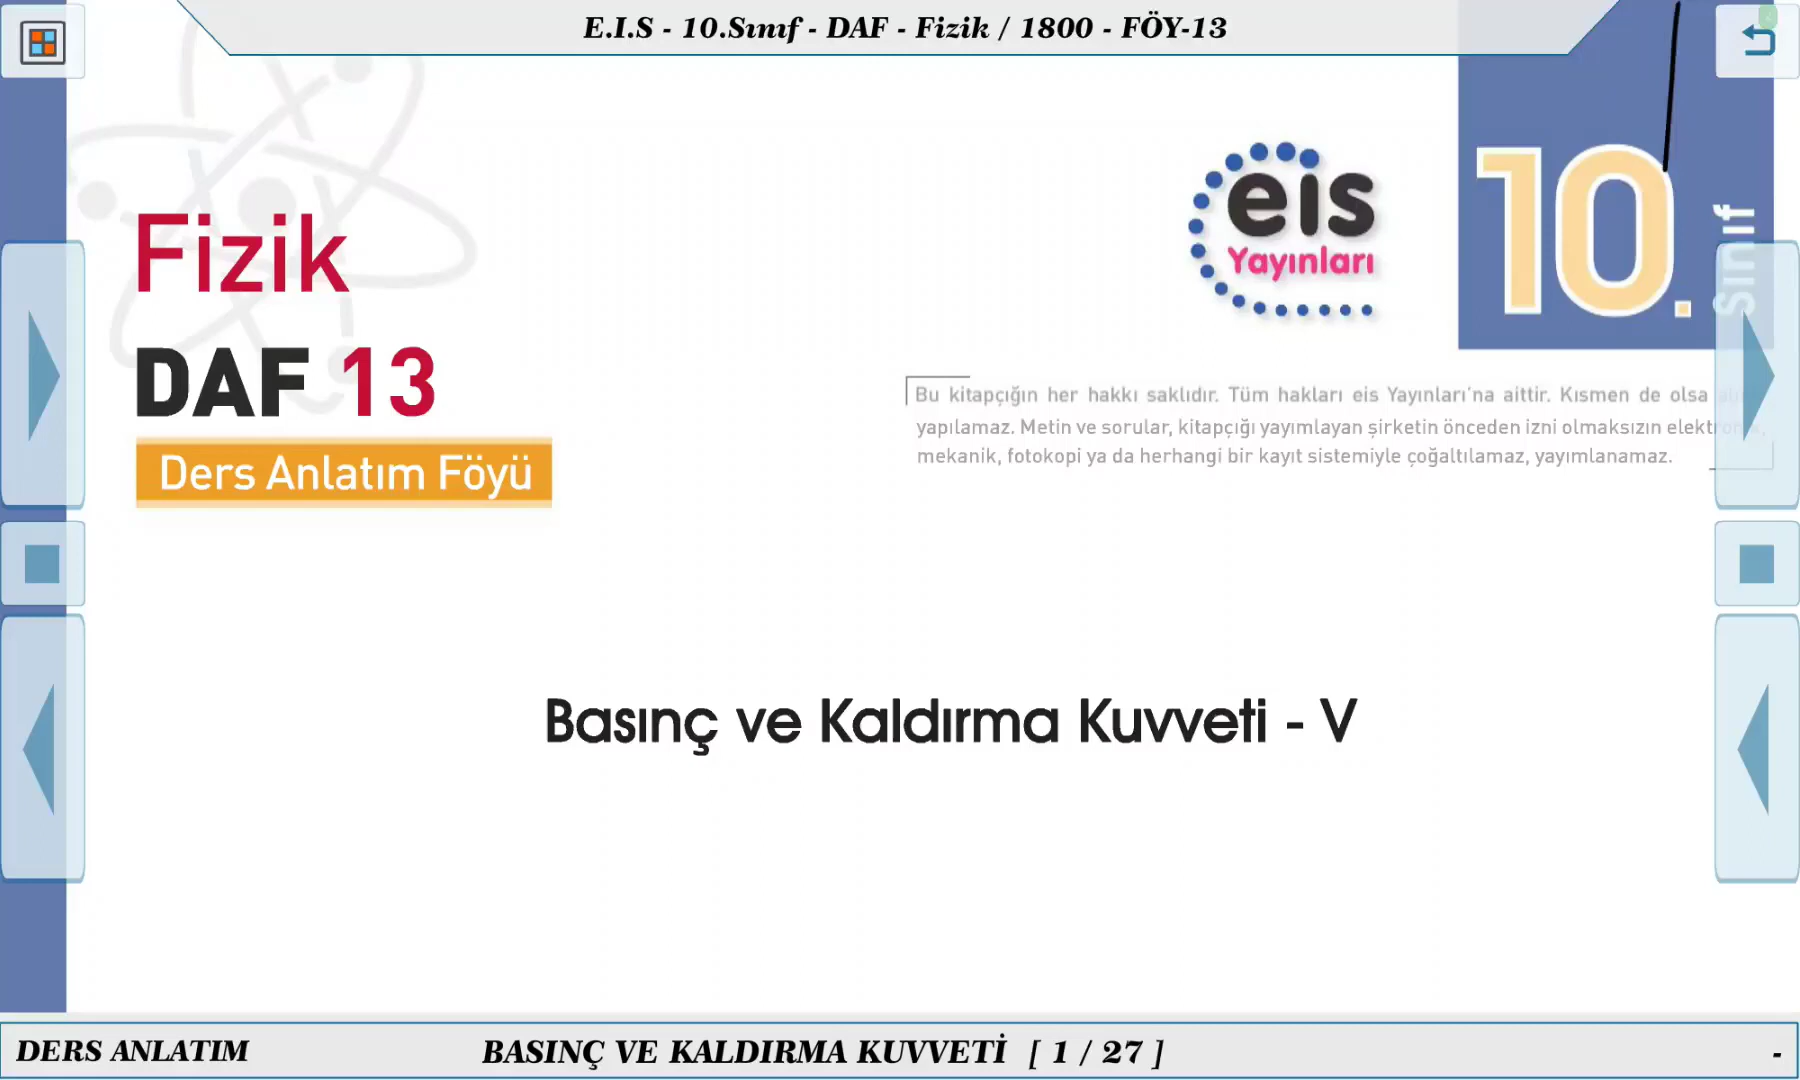 E.I.S - 10.Sınıf - DAF - Fizik / 1800 - FÖY-13
eis
Yayınları
10.
Sınıf
Fizik
DAF 13
Ders Anlatım Föyü
Bu kitapçığın her hakkı saklıdır. Tüm hakları eis Yayınları'na aittir. Kısmen de olsa
yapılamaz. Metin ve sorular, kitapçığı yayımlayan şirketin önceden izni olmaksızın elektronik,
mekanik, fotokopi ya da herhangi bir kayıt sistemiyle çoğaltılamaz, yayımlanamaz.
Basınç ve Kaldırma Kuvveti - V
DERS ANLATIM
BASINÇ VE KALDIRMA KUVVETİ [ 1 / 27 ]
-